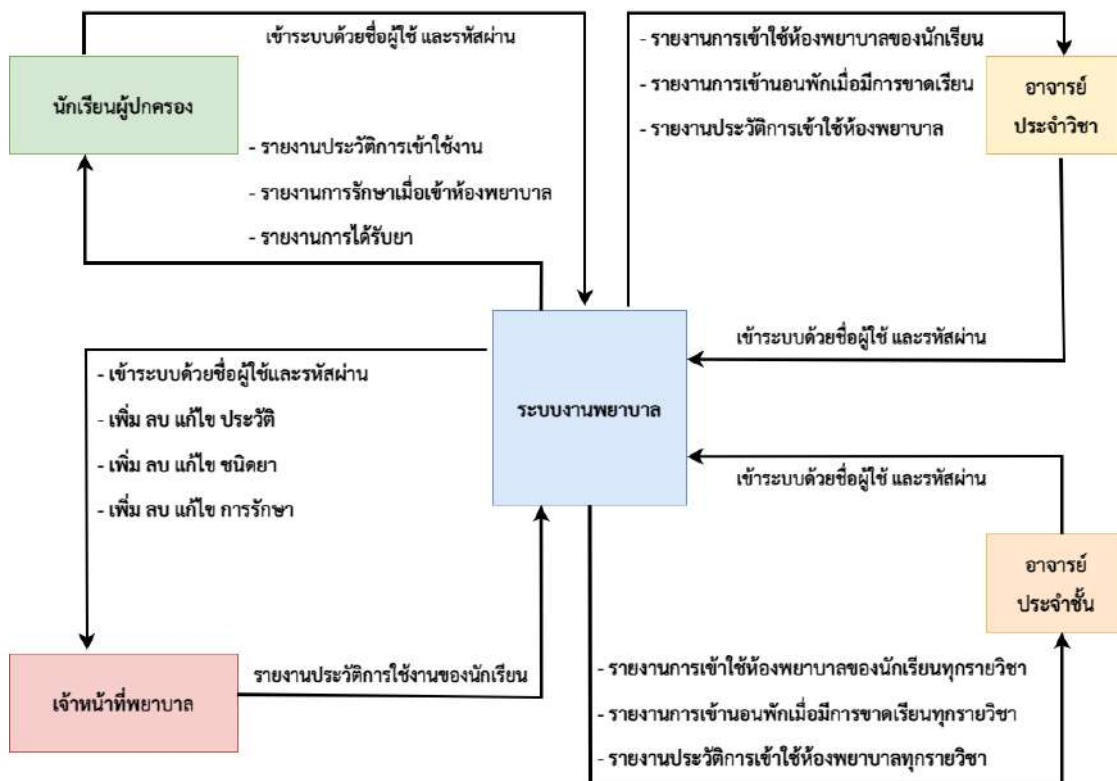 เข้าระบบด้วยชื่อผู้ใช้ และรหัสผ่าน
นักเรียนผู้ปกครอง
- รายงานประวัติการเข้าใช้งาน
- รายงานการรักษาเมื่อเข้าห้องพยาบาล
- รายงานการได้รับยา
- รายงานการเข้าใช้ห้องพยาบาลของนักเรียน
- รายงานการเข้านอนพักเมื่อมีการขาดเรียน
- รายงานประวัติการเข้าใช้ห้องพยาบาล
อาจารย์
ประจำวิชา
เข้าระบบด้วยชื่อผู้ใช้ และรหัสผ่าน
- เข้าระบบด้วยชื่อผู้ใช้และรหัสผ่าน
- เพิ่ม ลบ แก้ไข ประวัติ
- เพิ่ม ลบ แก้ไข ชนิดยา
- เพิ่ม ลบ แก้ไข การรักษา
ระบบงานพยาบาล
เข้าระบบด้วยชื่อผู้ใช้ และรหัสผ่าน
อาจารย์
ประจำชั้น
เจ้าหน้าที่พยาบาล
รายงานประวัติการใช้งานของนักเรียน
- รายงานการเข้าใช้ห้องพยาบาลของนักเรียนทุกรายวิชา
- รายงานการเข้านอนพักเมื่อมีการขาดเรียนทุกรายวิชา
- รายงานประวัติการเข้าใช้ห้องพยาบาลทุกรายวิชา